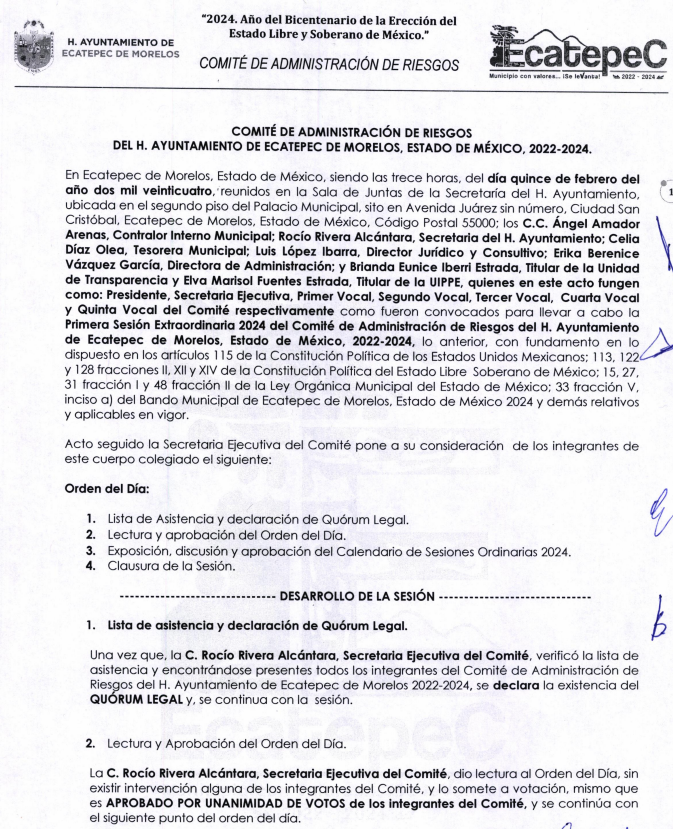 "2024. Año del Bicentenario de la Erección del
Estado Libre y Soberano de México."
H. AYUNTAMIENTO DE
ECATEPEC DE MORELOS
COMITÉ DE ADMINISTRACIÓN DE RIESGOS
EcatepeC
Municipio con valores... ¡Se levanta! 2022 - 2024
COMITÉ DE ADMINISTRACIÓN DE RIESGOS
DEL H. AYUNTAMIENTO DE ECATEPEC DE MORELOS, ESTADO DE MÉXICO, 2022-2024.
En Ecatepec de Morelos, Estado de México, siendo las trece horas, del día quince de febrero del
año dos mil veinticuatro, reunidos en la Sala de Juntas de la Secretaría del H. Ayuntamiento,
ubicada en el segundo piso del Palacio Municipal, sito en Avenida Juárez sin número, Ciudad San
Cristóbal, Ecatepec de Morelos, Estado de México, Código Postal 55000; los C.C. Ángel Amador
Arenas, Contralor Interno Municipal; Rocío Rivera Alcántara, Secretaria del H. Ayuntamiento; Celia
Díaz Olea, Tesorera Municipal; Luis López Ibarra, Director Jurídico y Consultivo; Erika Berenice
Vázquez García, Directora de Administración; y Brianda Eunice Iberri Estrada, Titular de la Unidad
de Transparencia y Elva Marisol Fuentes Estrada, Titular de la UIPPE, quienes en este acto fungen
como: Presidente, Secretaria Ejecutiva, Primer Vocal, Segundo Vocal, Tercer Vocal, Cuarta Vocal
y Quinta Vocal del Comité respectivamente como fueron convocados para llevar a cabo la
Primera Sesión Extraordinaria 2024 del Comité de Administración de Riesgos del H. Ayuntamiento
de Ecatepec de Morelos, Estado de México, 2022-2024, lo anterior, con fundamento en lo
dispuesto en los artículos 115 de la Constitución Política de los Estados Unidos Mexicanos; 113, 122
y 128 fracciones II, XII y XIV de la Constitución Política del Estado Libre Soberano de México; 15, 27,
31 fracción I y 48 fracción II de la Ley Orgánica Municipal del Estado de México; 33 fracción V,
inciso a) del Bando Municipal de Ecatepec de Morelos, Estado de México 2024 y demás relativos
y aplicables en vigor.
1
Acto seguido la Secretaria Ejecutiva del Comité pone a su consideración de los integrantes de
este cuerpo colegiado el siguiente:
Orden del Día:
1. Lista de Asistencia y declaración de Quórum Legal.
2. Lectura y aprobación del Orden del Día.
3. Exposición, discusión y aprobación del Calendario de Sesiones Ordinarias 2024.
4. Clausura de la Sesión.
------------------------------ DESARROLLO DE LA SESIÓN ------------------------------
1. Lista de asistencia y declaración de Quórum Legal.
Una vez que, la C. Rocío Rivera Alcántara, Secretaria Ejecutiva del Comité, verificó la lista de
asistencia y encontrándose presentes todos los integrantes del Comité de Administración de
Riesgos del H. Ayuntamiento de Ecatepec de Morelos 2022-2024, se declara la existencia del
QUÓRUM LEGAL y, se continua con la sesión.
2. Lectura y Aprobación del Orden del Día.
La C. Rocío Rivera Alcántara, Secretaria Ejecutiva del Comité, dio lectura al Orden del Día, sin
existir intervención alguna de los integrantes del Comité, y lo somete a votación, mismo que
es APROBADO POR UNANIMIDAD DE VOTOS de los integrantes del Comité, y se continúa con
el siguiente punto del orden del día.